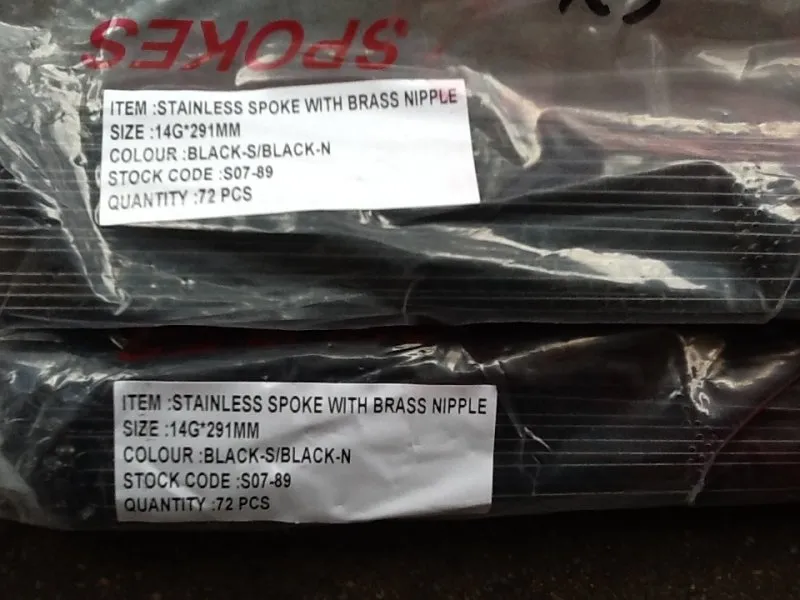 SPOKES
ITEM :STAINLESS SPOKE WITH BRASS NIPPLE
SIZE :14G*291MM
COLOUR :BLACK-S/BLACK-N
STOCK CODE :S07-89
QUANTITY :72 PCS
ITEM :STAINLESS SPOKE WITH BRASS NIPPLE
SIZE :14G*291MM
COLOUR :BLACK-S/BLACK-N
STOCK CODE :S07-89
QUANTITY :72 PCS